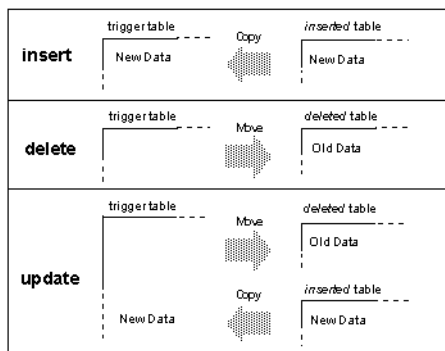 trigger table
inserted table
Copy
insert
New Data
New Data
trigger table
deleted table
Move
delete
Old Data
trigger table
deleted table
Move
Old Data
update
Copy
inserted table
New Data
New Data